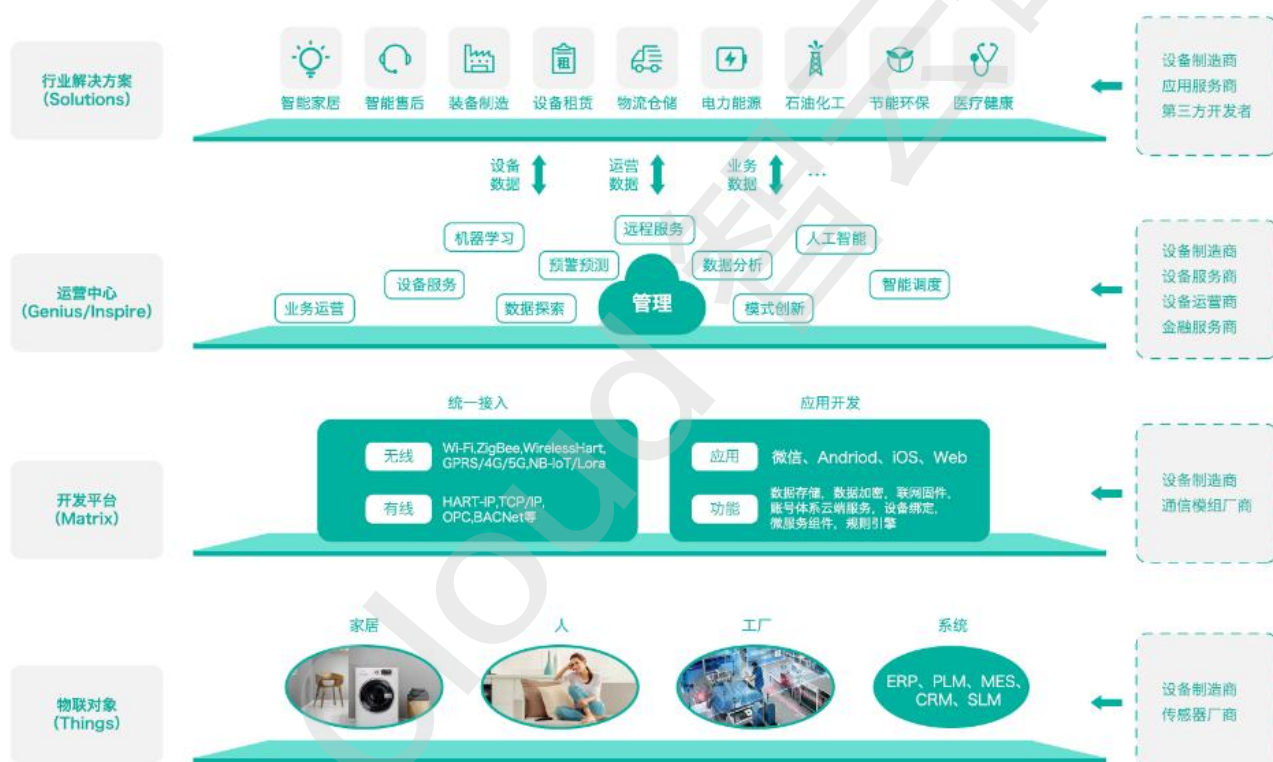 行业解决方案
(Solutions)
智能家居
智能售后
装备制造
租
设备租赁
物流仓储
电力能源
石油化工
节能环保
医疗健康
设备制造商
应用服务商
第三方开发者
设备
数据
运营
数据
业务
数据
...
运营中心
(Genius/Inspire)
机器学习
远程服务
人工智能
预警预测
数据分析
设备服务
智能调度
业务运营
数据探索
管理
模式创新
设备制造商
设备服务商
设备运营商
金融服务商
开发平台
(Matrix)
统一接入
无线
Wi-Fi,ZigBee,WirelessHart,
GPRS/4G/5G,NB-IoT/Lora
有线
HART-IP,TCP/IP,
OPC,BACNet等
应用开发
应用
微信、Andriod、iOS、Web
功能
数据存储，数据加密，联网固件，
账号体系云端服务，设备绑定，
微服务组件，规则引擎
设备制造商
通信模组厂商
物联对象
(Things)
家居
人
工厂
系统
ERP、PLM、MES、
CRM、SLM
设备制造商
传感器厂商
loud 智云